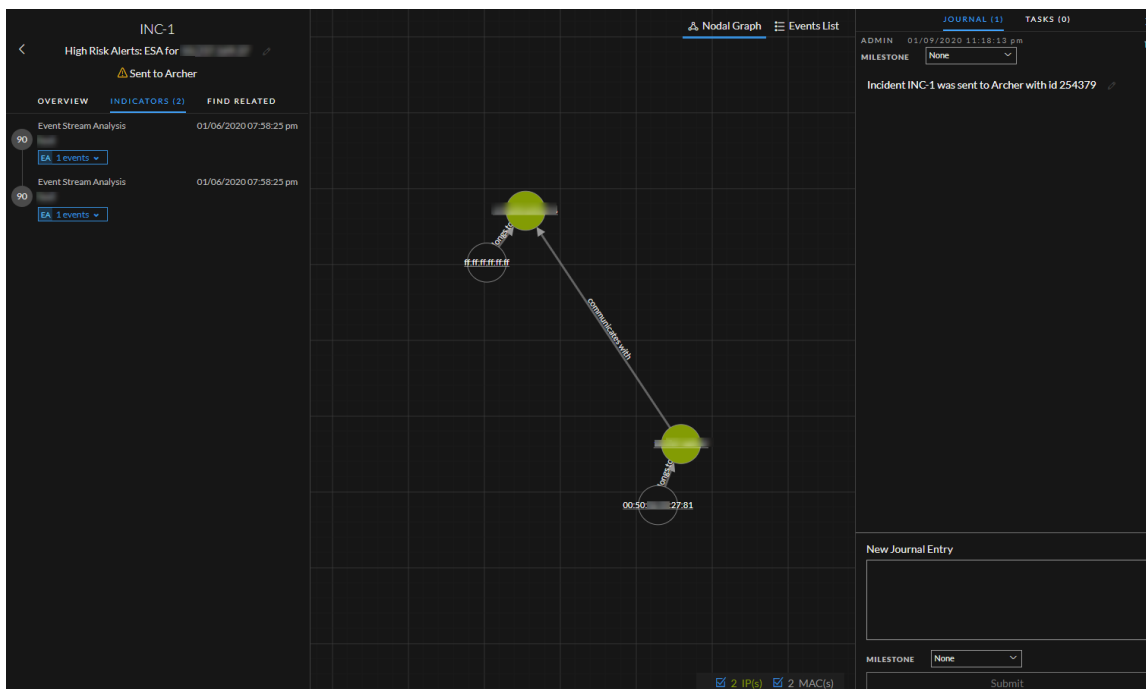 INC-1
High Risk Alerts: ESA for
Sent to Archer
OVERVIEW INDICATORS (2) FIND RELATED
90
Event Stream Analysis 01/06/2020 07:58:25 pm
EA 1 events
90
Event Stream Analysis 01/06/2020 07:58:25 pm
EA 1 events
Nodal Graph Events List
ff:ff:ff:ff:ff:ff
communicates with
00:50: :27:81
2 IP(s) 2 MAC(s)
JOURNAL (1) TASKS (0)
ADMIN 01/09/2020 11:18:13 pm
MILESTONE None
Incident INC-1 was sent to Archer with id 254379
New Journal Entry
MILESTONE None
Submit